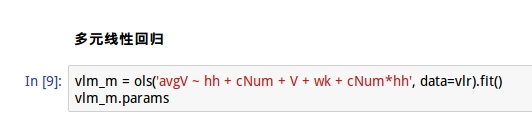 多元线性回归
In [9]: vlm_m = ols('avgV ~ hh + cNum + V + wk + cNum*hh', data=vlr).fit()
vlm_m.params